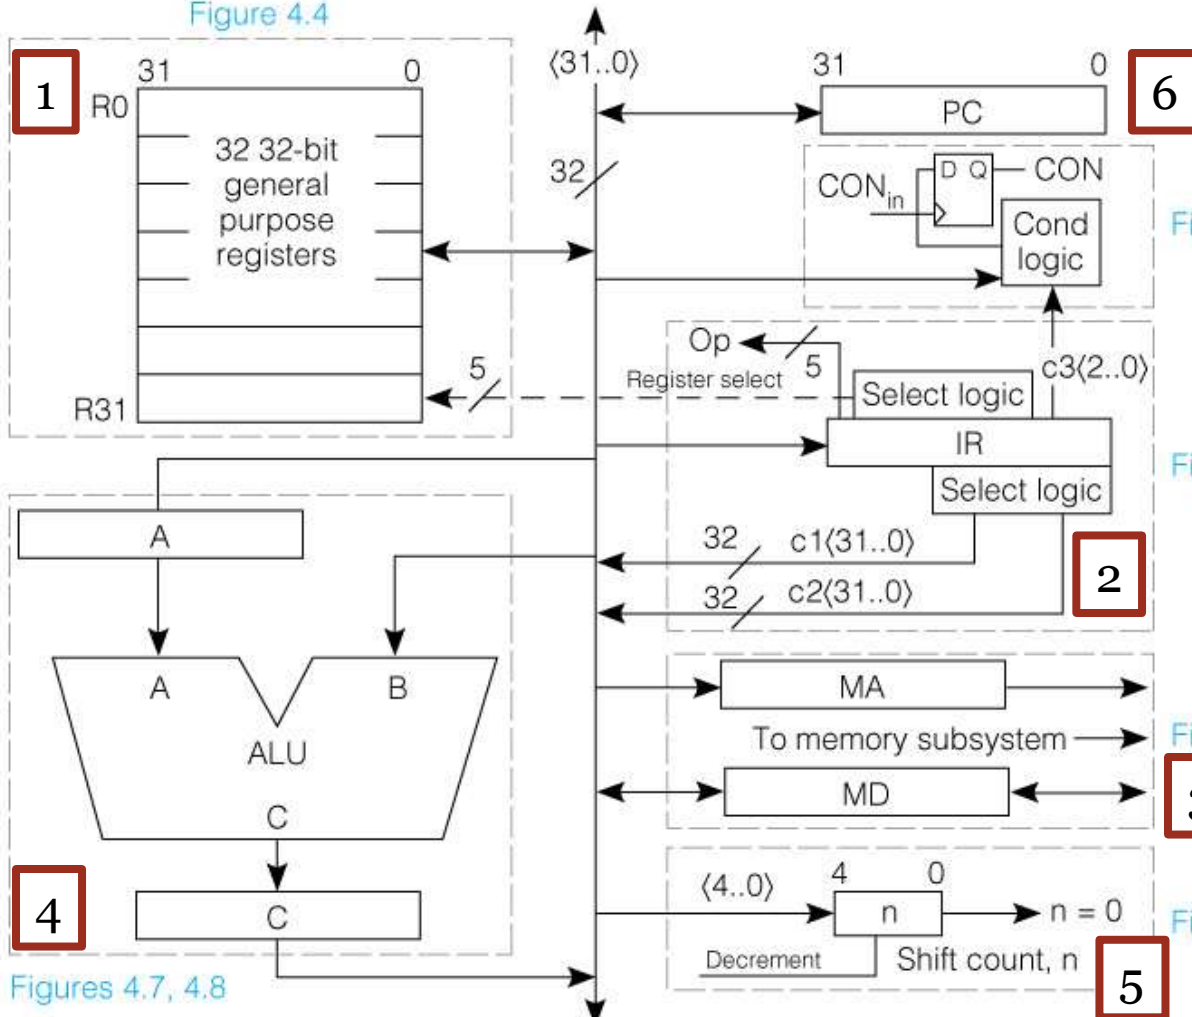 Figure 4.4
1
31 0
R0
32 32-bit
general
purpose
registers
R31
5
⟨31..0⟩
32
31 0
PC
6
CONin
D Q
CON
Cond
logic
Op
5
c3⟨2..0⟩
Register select
Select logic
IR
Select logic
32 c1⟨31..0⟩
32 c2⟨31..0⟩
2
A
A B
ALU
C
C
4
Figures 4.7, 4.8
MA
To memory subsystem
MD
⟨4..0⟩
4 0
n
n = 0
Decrement
Shift count, n
5